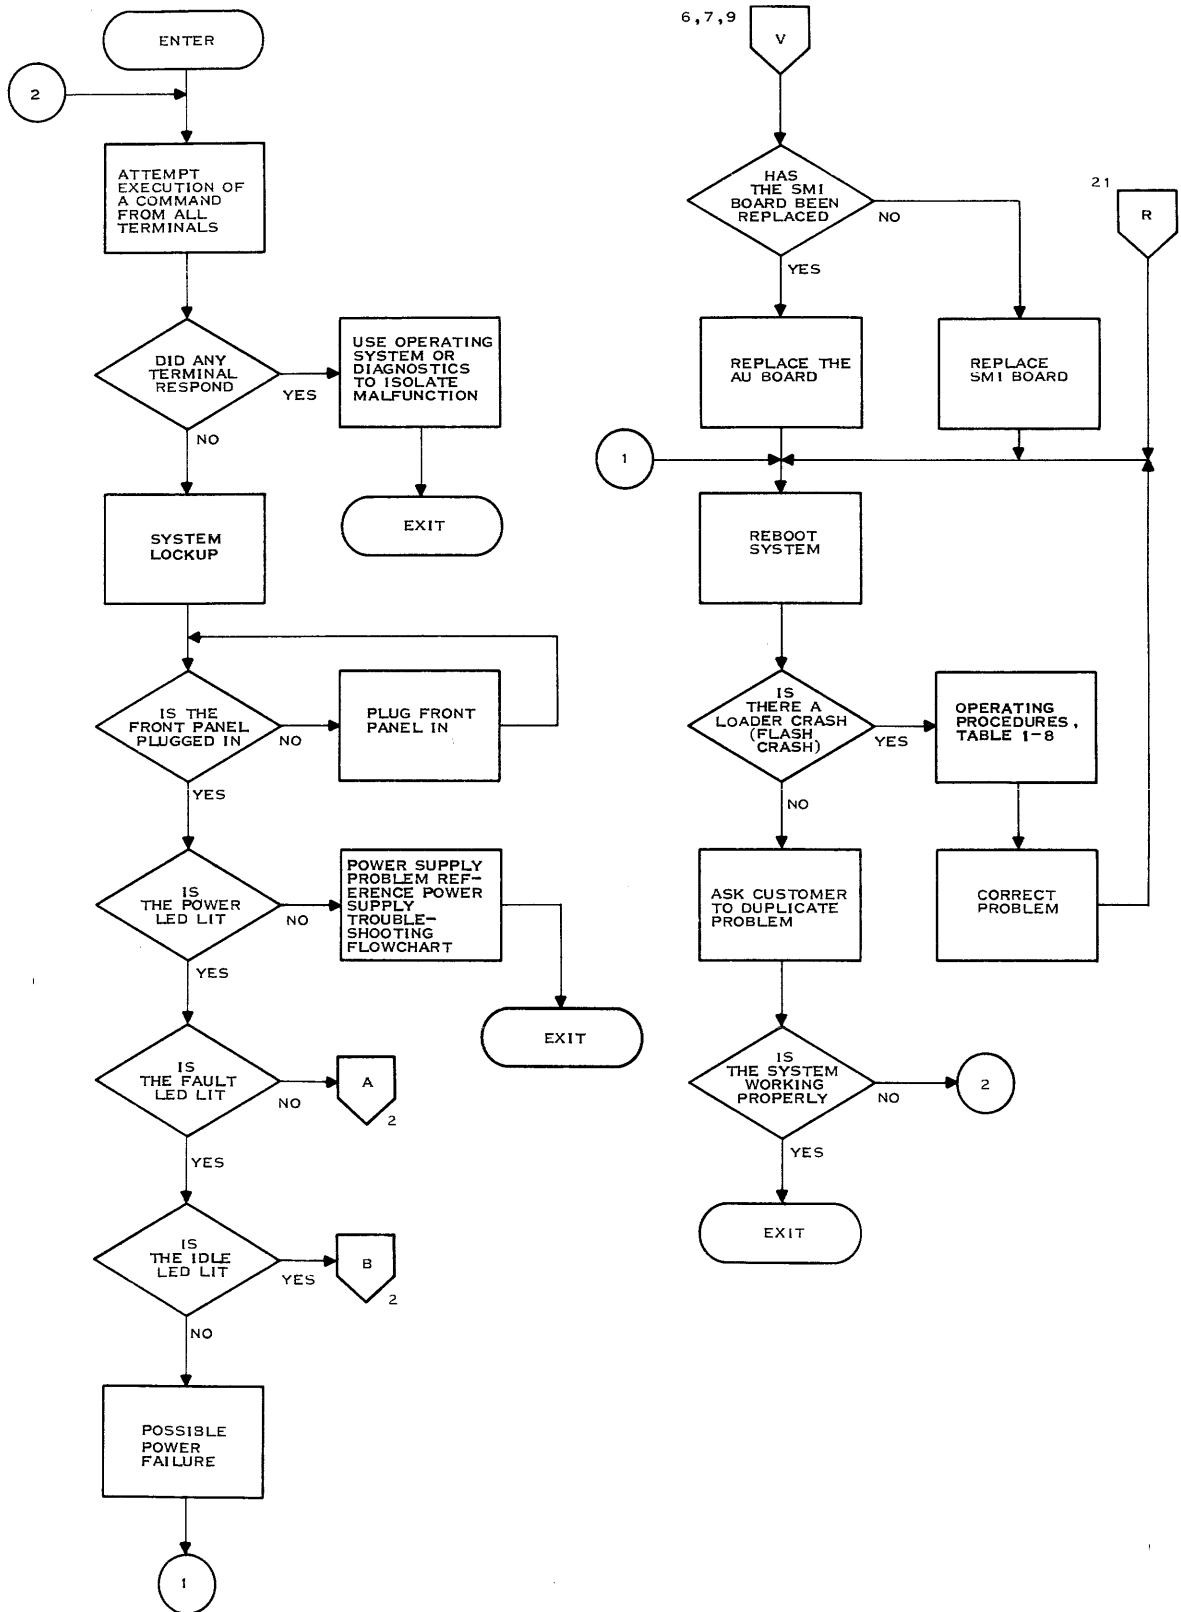 ENTER
2
ATTEMPT
EXECUTION OF
A COMMAND
FROM ALL
TERMINALS
DID ANY
TERMINAL
RESPOND
YES
NO
USE OPERATING
SYSTEM OR
DIAGNOSTICS
TO ISOLATE
MALFUNCTION
EXIT
SYSTEM
LOCKUP
IS THE
FRONT PANEL
PLUGGED IN
NO
YES
PLUG FRONT
PANEL IN
IS
THE POWER
LED LIT
NO
YES
POWER SUPPLY
PROBLEM REF-
ERENCE POWER
SUPPLY
TROUBLE-
SHOOTING
FLOWCHART
EXIT
IS
THE FAULT
LED LIT
NO
YES
A
2
IS
THE IDLE
LED LIT
YES
NO
B
2
POSSIBLE
POWER
FAILURE
1
6,7,9
V
HAS
THE SMI
BOARD BEEN
REPLACED
NO
YES
21
R
REPLACE THE
AU BOARD
REPLACE
SMI BOARD
1
REBOOT
SYSTEM
IS
THERE A
LOADER CRASH
(FLASH
CRASH)
YES
NO
OPERATING
PROCEDURES,
TABLE 1-8
CORRECT
PROBLEM
ASK CUSTOMER
TO DUPLICATE
PROBLEM
IS
THE SYSTEM
WORKING
PROPERLY
NO
YES
2
EXIT